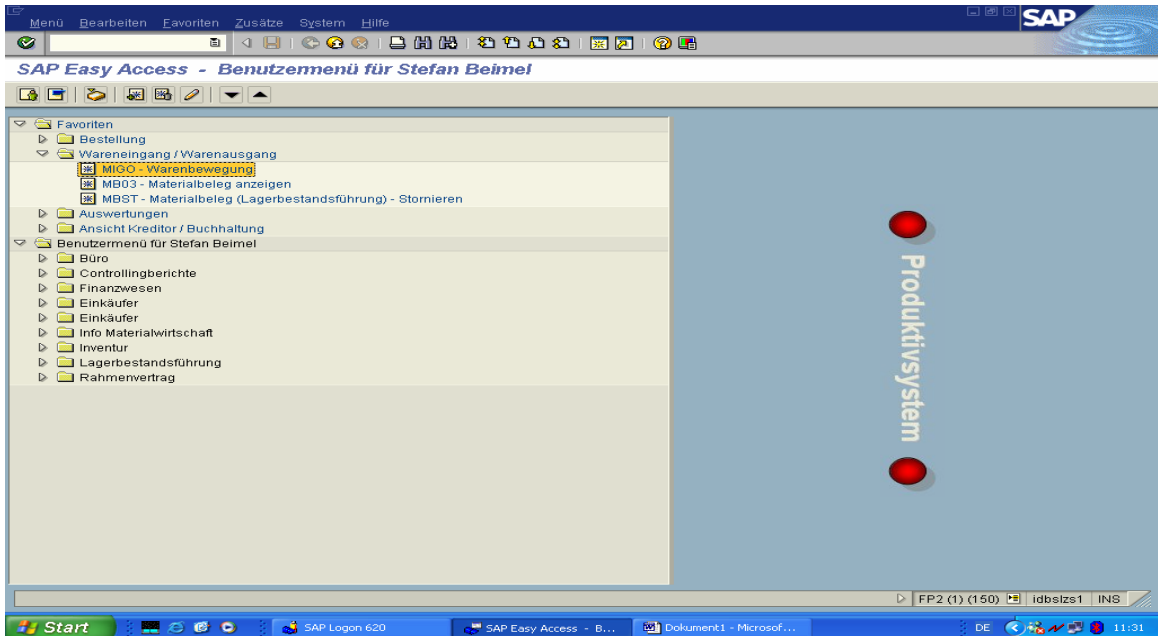 Menü Bearbeiten Favoriten Zusätze System Hilfe
SAP
SAP Easy Access - Benutzermenü für Stefan Beimel
Favoriten
Bestellung
Wareneingang / Warenausgang
MIGO - Warenbewegung
MB03 - Materialbeleg anzeigen
MBST - Materialbeleg (Lagerbestandsführung) - Stornieren
Auswertungen
Ansicht Kreditor / Buchhaltung
Benutzermenü für Stefan Beimel
Büro
Controllingberichte
Finanzwesen
Einkäufer
Einkäufer
Info Materialwirtschaft
Inventur
Lagerbestandsführung
Rahmenvertrag
Produktivsystem
FP2 (1) (150) idbslzs1 INS
Start SAP Logon 620 SAP Easy Access - B... Dokument1 - Microsof... DE 11:31